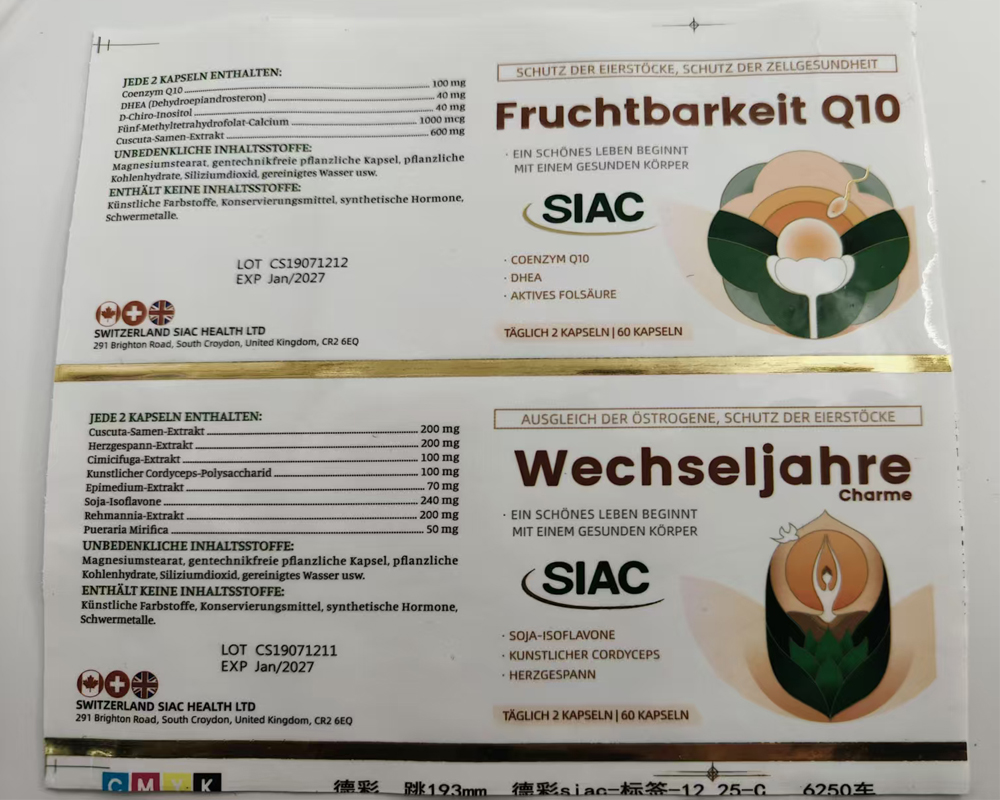 JEDE 2 KAPSELN ENTHALTEN:
Coenzym Q10 100 mg
DHEA (Dehydroepiandrosteron) 40 mg
D-Chiro-Inositol 40 mg
Fünf-Methyltetrahydrofolat-Calcium 1000 mcg
Cuscuta-Samen-Extrakt 600 mg
UNBEDENKLICHE INHALTSSTOFFE:
Magnesiumstearat, gentechnikfreie pflanzliche Kapsel, pflanzliche
Kohlenhydrate, Siliziumdioxid, gereinigtes Wasser usw.
ENTHÄLT KEINE INHALTSSTOFFE:
Künstliche Farbstoffe, Konservierungsmittel, synthetische Hormone,
Schwermetalle.
LOT CS19071212
EXP Jan/2027
SWITZERLAND SIAC HEALTH LTD
291 Brighton Road, South Croydon, United Kingdom, CR2 6EQ
SCHUTZ DER EIERSTÖCKE, SCHUTZ DER ZELLGESUNDHEIT
Fruchtbarkeit Q10
· EIN SCHÖNES LEBEN BEGINNT
MIT EINEM GESUNDEN KÖRPER
SIAC
· COENZYM Q10
· DHEA
· AKTIVES FOLSÄURE
TÄGLICH 2 KAPSELN | 60 KAPSELN
JEDE 2 KAPSELN ENTHALTEN:
Cuscuta-Samen-Extrakt 200 mg
Herzgespann-Extrakt 200 mg
Cimicifuga-Extrakt 100 mg
Kunstlicher Cordyceps-Polysaccharid 100 mg
Epimedium-Extrakt 70 mg
Soja-Isoflavone 240 mg
Rehmannia-Extrakt 200 mg
Pueraria Mirifica 50 mg
UNBEDENKLICHE INHALTSSTOFFE:
Magnesiumstearat, gentechnikfreie pflanzliche Kapsel, pflanzliche
Kohlenhydrate, Siliziumdioxid, gereinigtes Wasser usw.
ENTHÄLT KEINE INHALTSSTOFFE:
Künstliche Farbstoffe, Konservierungsmittel, synthetische Hormone,
Schwermetalle.
LOT CS19071211
EXP Jan/2027
SWITZERLAND SIAC HEALTH LTD
291 Brighton Road, South Croydon, United Kingdom, CR2 6EQ
AUSGLEICH DER ÖSTROGENE, SCHUTZ DER EIERSTÖCKE
Wechseljahre
Charme
· EIN SCHÖNES LEBEN BEGINNT
MIT EINEM GESUNDEN KÖRPER
SIAC
· SOJA-ISOFLAVONE
· KUNSTLICHER CORDYCEPS
· HERZGESPANN
TÄGLICH 2 KAPSELN | 60 KAPSELN
C M Y K 德彩 跳193mm 德彩siac-标签-12 25-C 6250车